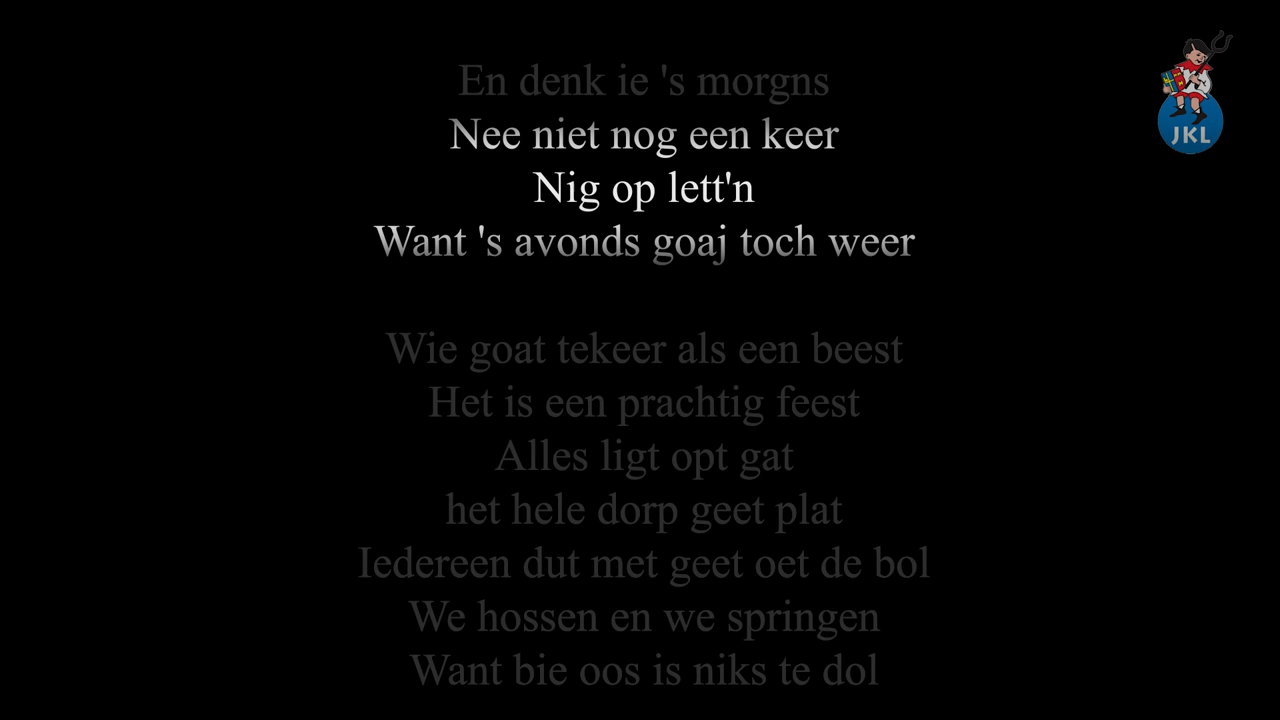 En denk ie 's morgns
Nee niet nog een keer
Nig op lett'n
Want 's avonds goaj toch weer
Wie goat tekeer als een beest
Het is een prachtig feest
Alles ligt opt gat
het hele dorp geet plat
Iedereen dut met geet oet de bol
We hossen en we springen
Want bie oos is niks te dol
JKL